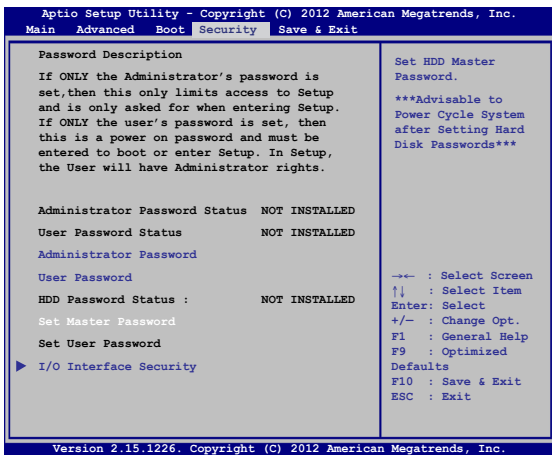 Aptio Setup Utility - Copyright (C) 2012 American Megatrends, Inc.
Main Advanced Boot Security Save & Exit
Password Description
If ONLY the Administrator's password is
set,then this only limits access to Setup
and is only asked for when entering Setup.
If ONLY the user's password is set, then
this is a power on password and must be
entered to boot or enter Setup. In Setup,
the User will have Administrator rights.
Administrator Password Status NOT INSTALLED
User Password Status NOT INSTALLED
Administrator Password
User Password
HDD Password Status : NOT INSTALLED
Set Master Password
Set User Password
I/O Interface Security
Set HDD Master
Password.
***Advisable to
Power Cycle System
after Setting Hard
Disk Passwords***
→← : Select Screen
↑↓ : Select Item
Enter: Select
+/— : Change Opt.
F1 : General Help
F9 : Optimized
Defaults
F10 : Save & Exit
ESC : Exit
Version 2.15.1226. Copyright (C) 2012 American Megatrends, Inc.